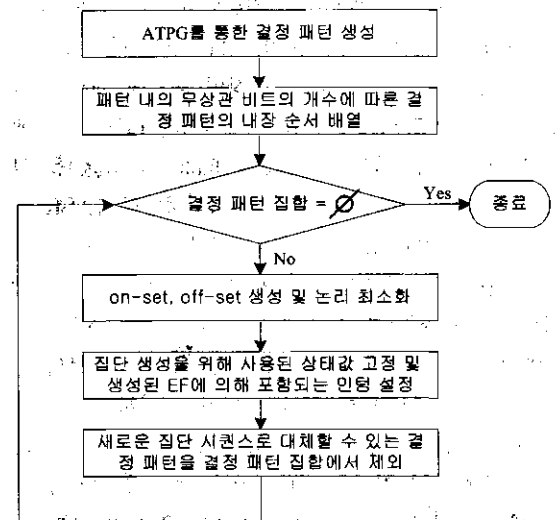 ATPG를 통한 결정 패턴 생성
패턴 내의 무상관 비트의 개수에 따른 결
정 패턴의 내장 순서 배열
결정 패턴 집합 = ∅
Yes
종료
No
on-set, off-set 생성 및 논리 최소화
집단 생성을 위해 사용된 상태값 고정 및
생성된 EF에 의해 포함되는 민텀 설정
새로운 집단 시퀀스로 대체할 수 있는 결
정 패턴을 결정 패턴 집합에서 제외